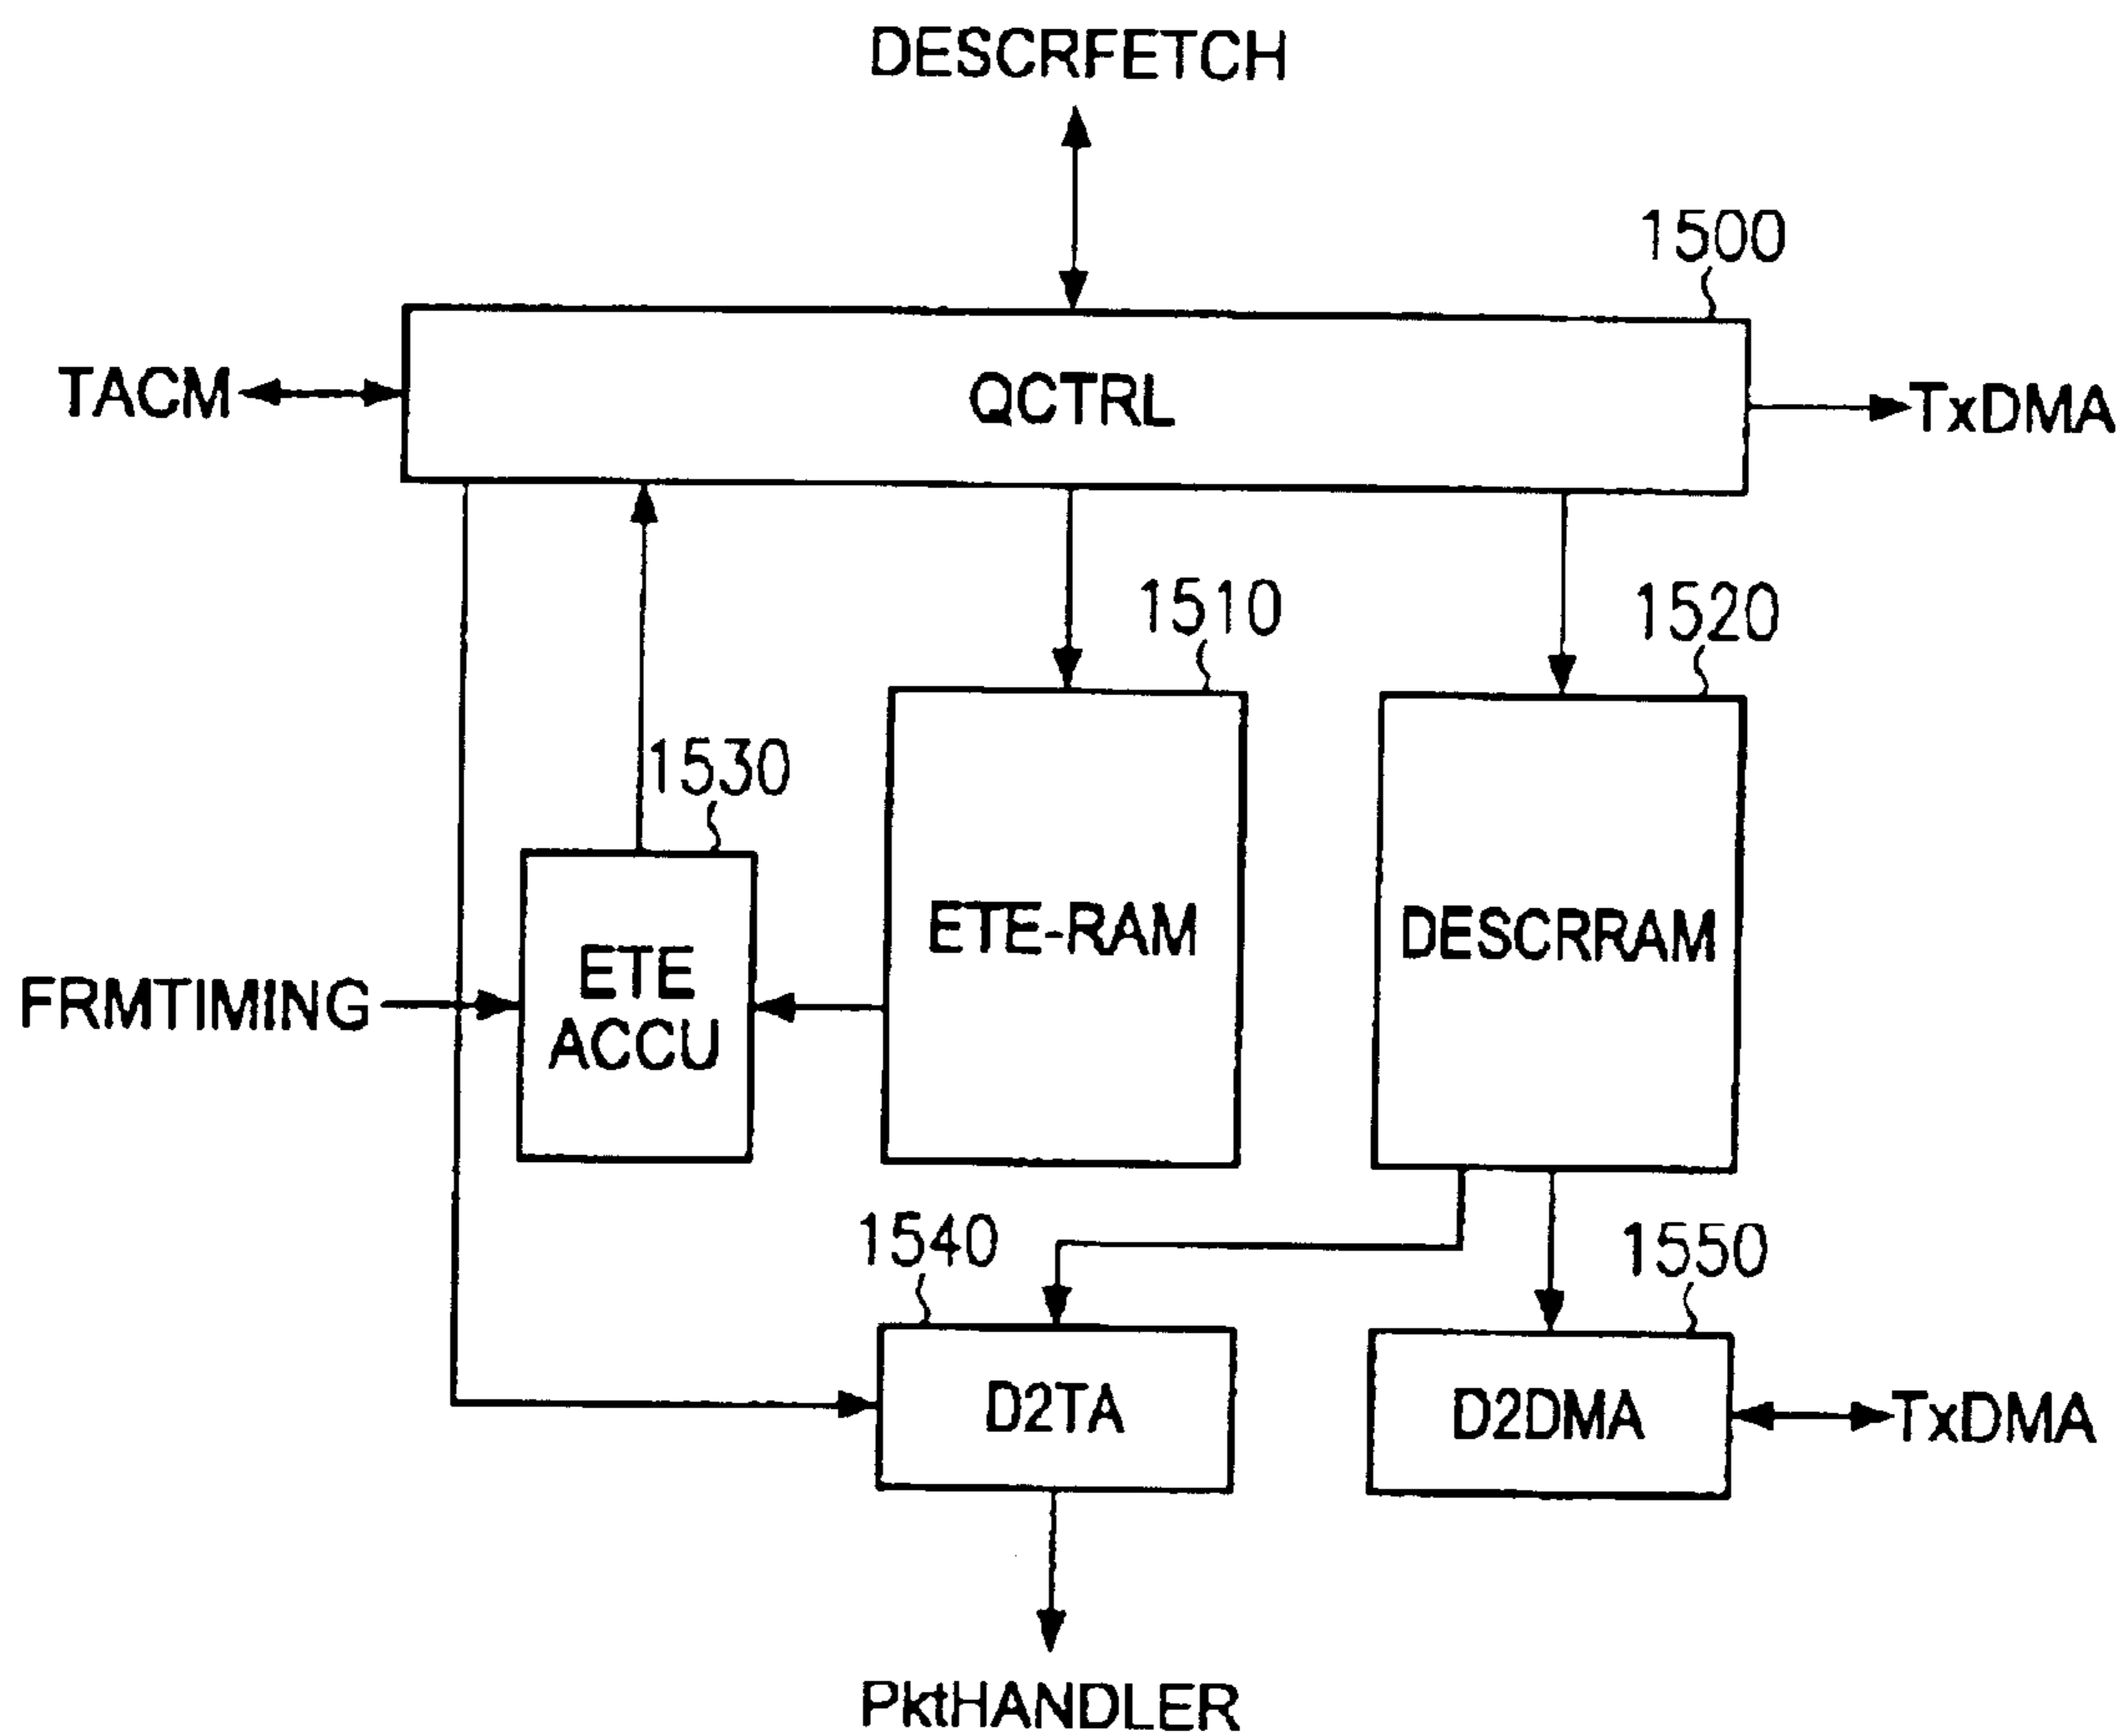 DESCRFETCH
1500
TACM
QCTRL
TxDMA
1510
1520
1530
ETE-RAM
DESCRRAM
ETE
ACCU
FRMTIMING
1540
1550
D2TA
D2DMA
TxDMA
PktHANDLER